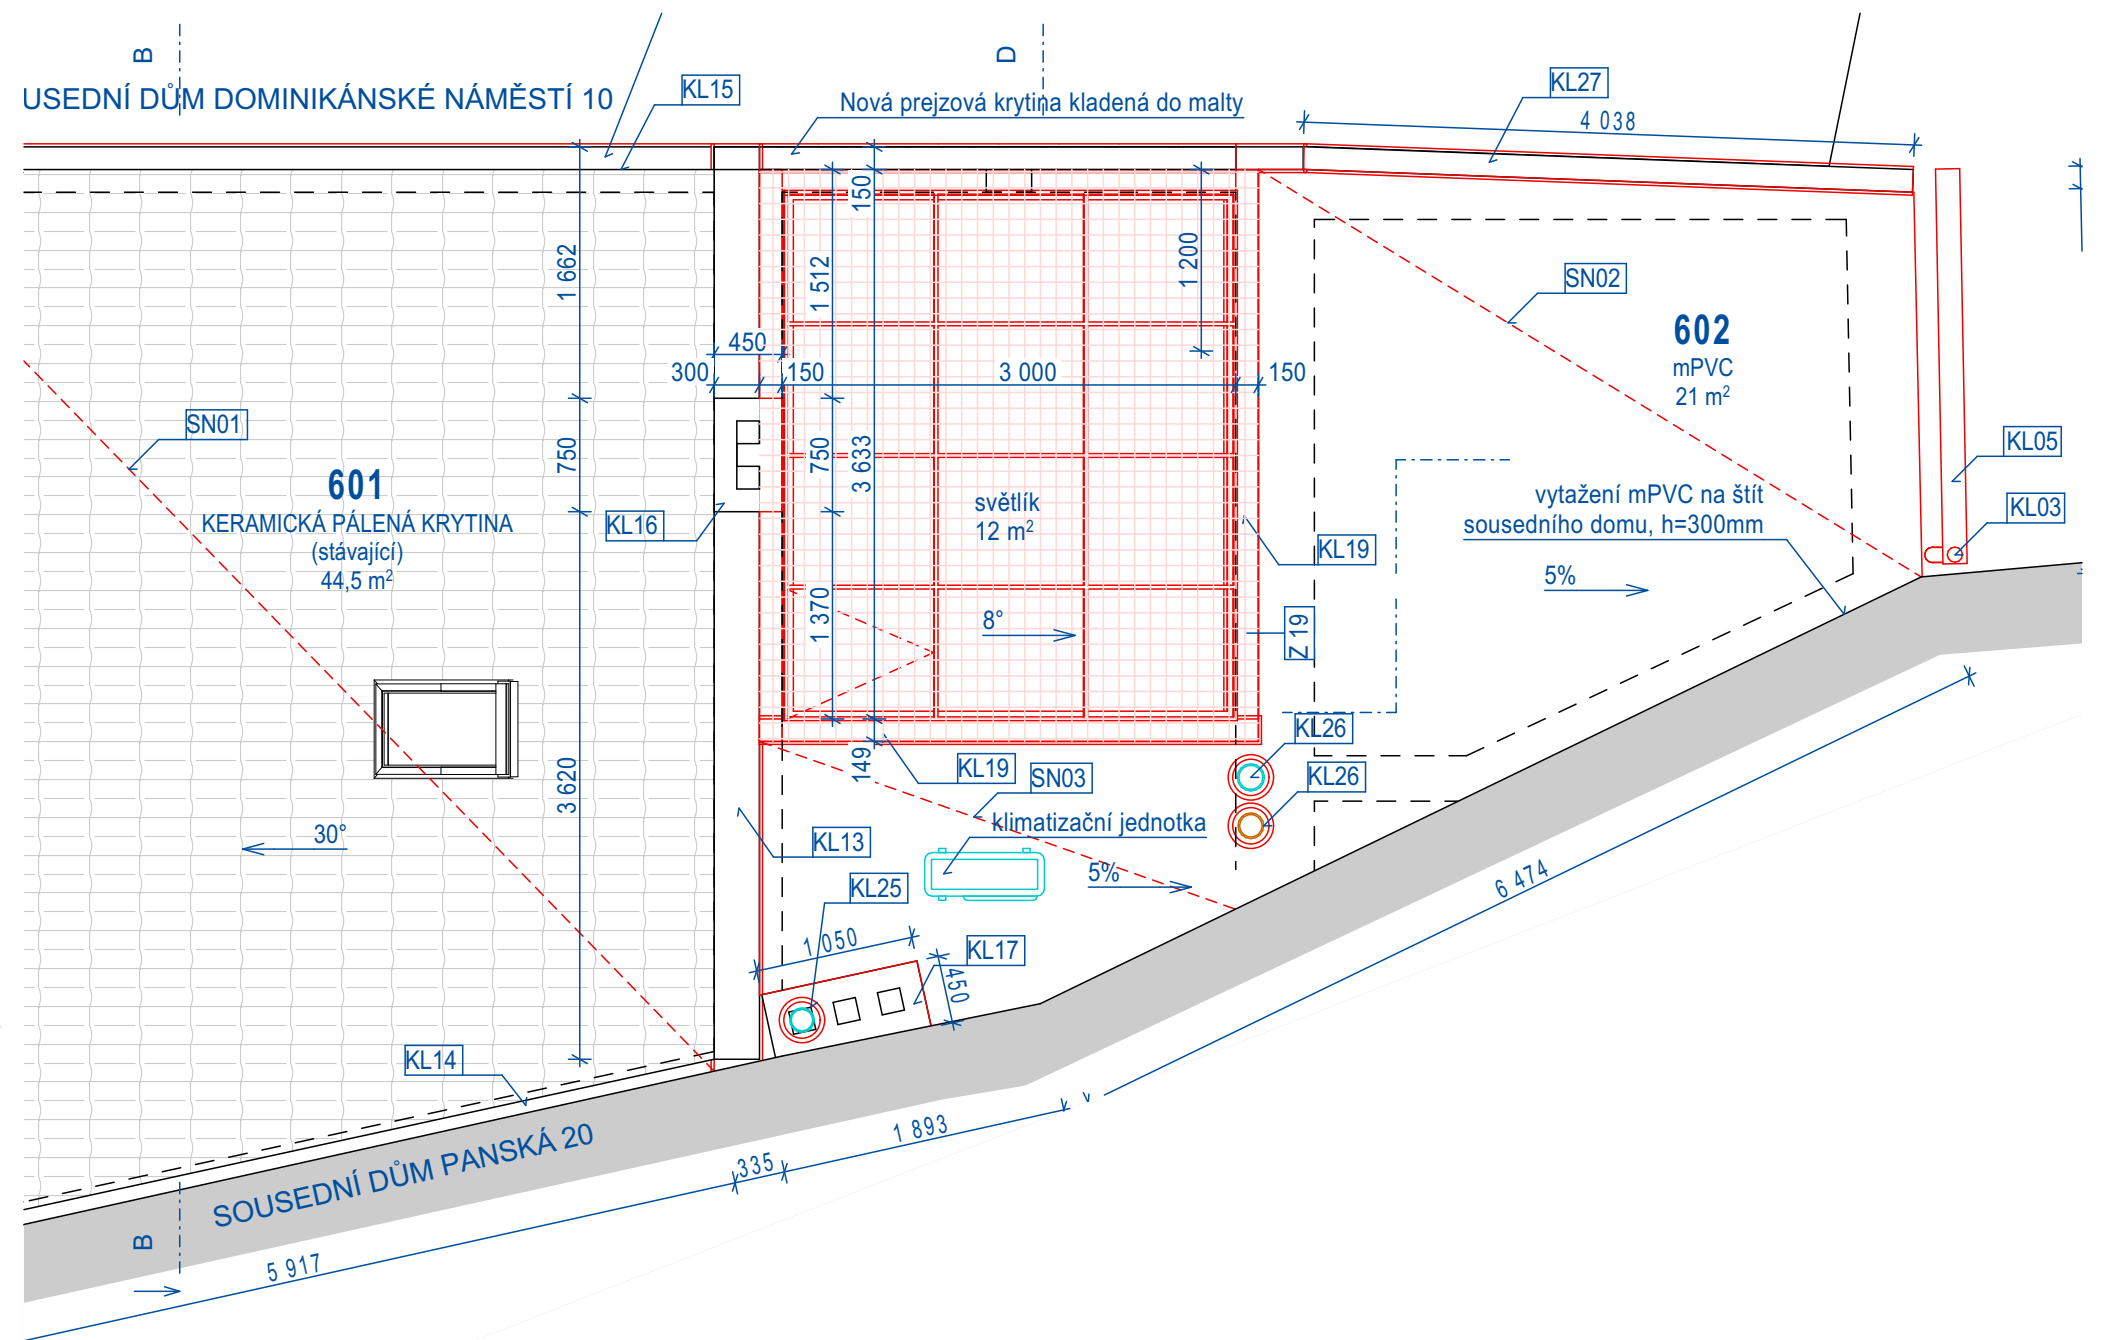 B
D
USEDNÍ DŮM DOMINIKÁNSKÉ NÁMĚSTÍ 10
KL15
Nová prejzová krytina kladená do malty
KL27
4 038
150
1 662
1 512
1 200
SN02
602
mPVC
21 m²
450
300
150
3 000
150
SN01
601
KERAMICKÁ PÁLENÁ KRYTINA
(stávající)
44,5 m²
750
750
3 633
KL16
světlík
12 m²
KL19
vytažení mPVC na štít
sousedního domu, h=300mm
KL05
KL03
5%
1 370
8°
Z 19
KL26
KL26
149
KL19
SN03
3 620
klimatizační jednotka
30°
KL13
5%
KL25
6 474
1 050
KL17
450
KL14
SOUSEDNÍ DŮM PANSKÁ 20
1 893
335
B
5 917